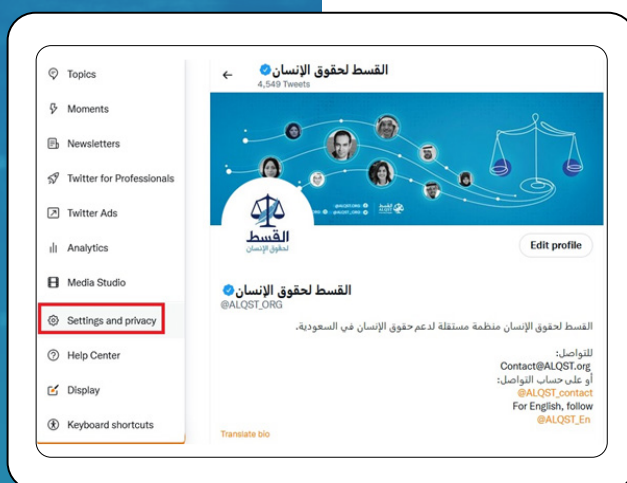 Topics
Moments
Newsletters
Twitter for Professionals
Twitter Ads
Analytics
Media Studio
Settings and privacy
Help Center
Display
Keyboard shortcuts
القسط لحقوق الإنسان
4,549 Tweets
القسط
لحقوق الإنسان
Edit profile
القسط لحقوق الإنسان
@ALQST_ORG
القسط لحقوق الإنسان منظمة مستقلة لدعم حقوق الإنسان في السعودية.
للتواصل:
Contact@ALQST.org
أو على حساب التواصل:
@ALQST_contact
For English, follow
@ALQST_En
Translate bio